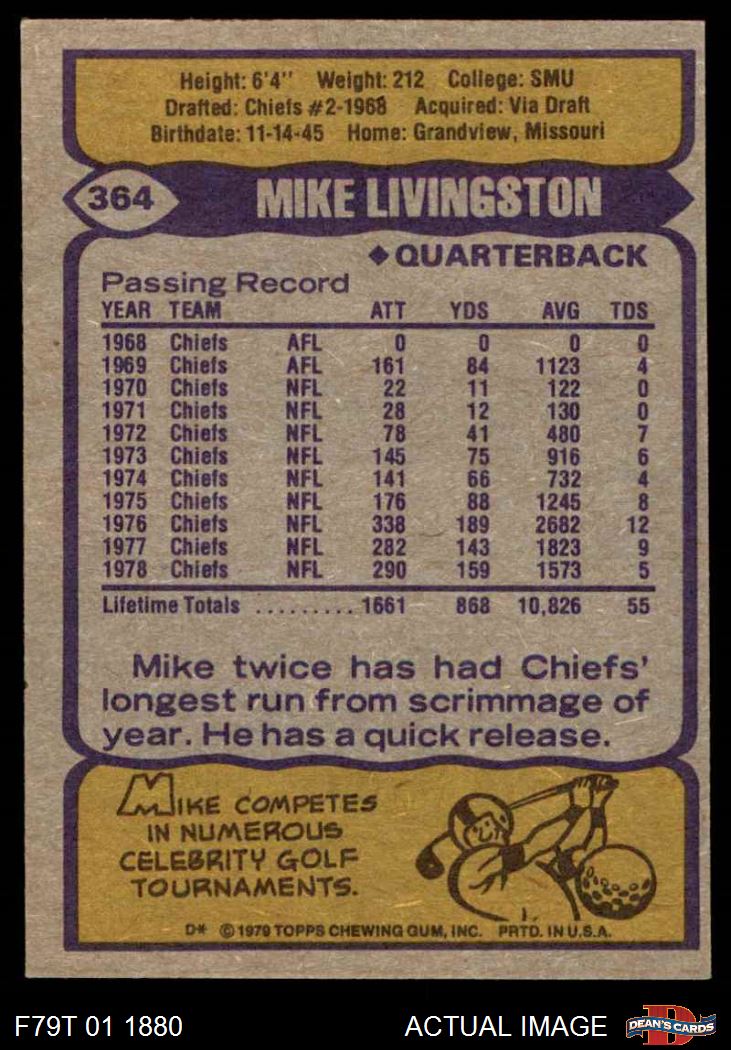 Height: 6'4'' Weight: 212 College: SMU
Drafted: Chiefs #2-1968 Acquired: Via Draft
Birthdate: 11-14-45 Home: Grandview, Missouri
364 MIKE LIVINGSTON
◆QUARTERBACK
Passing Record
YEAR TEAM ATT YDS AVG TDS
1968 Chiefs AFL 0 0 0 0
1969 Chiefs AFL 161 84 1123 4
1970 Chiefs NFL 22 11 122 0
1971 Chiefs NFL 28 12 130 0
1972 Chiefs NFL 78 41 480 7
1973 Chiefs NFL 145 75 916 6
1974 Chiefs NFL 141 66 732 4
1975 Chiefs NFL 176 88 1245 8
1976 Chiefs NFL 338 189 2682 12
1977 Chiefs NFL 282 143 1823 9
1978 Chiefs NFL 290 159 1573 5
Lifetime Totals ......... 1661 868 10,826 55
Mike twice has had Chiefs'
longest run from scrimmage of
year. He has a quick release.
MIKE COMPETES
IN NUMEROUS
CELEBRITY GOLF
TOURNAMENTS.
D* © 1979 TOPPS CHEWING GUM, INC. PRTD. IN U.S.A.
F79T 01 1880 ACTUAL IMAGE D DEAN'S CARDS